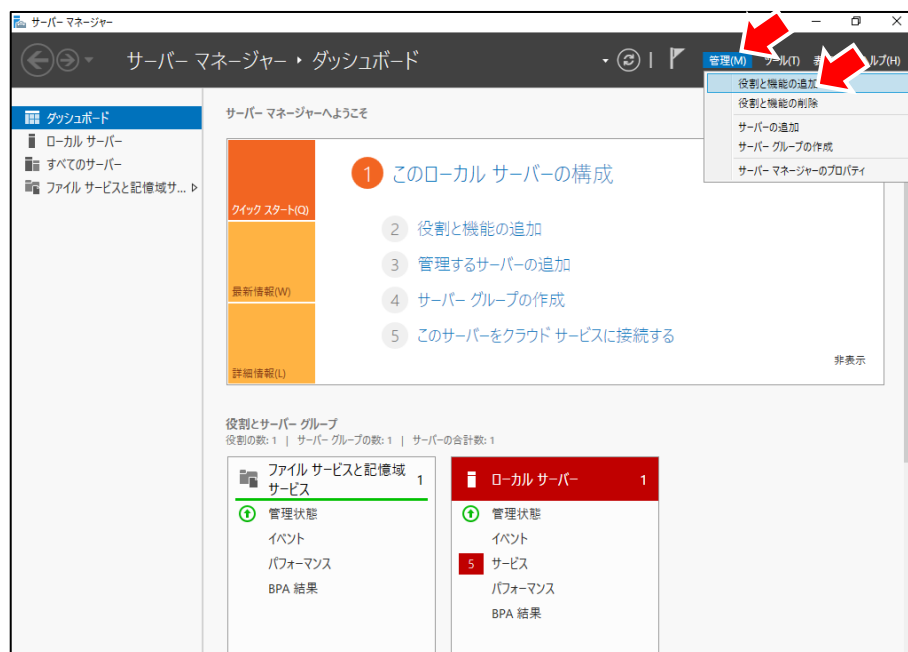 サーバー マネージャー
サーバー マネージャー・ダッシュボード
管理(M)
ツール(T)
ヘルプ(H)
役割と機能の追加
役割と機能の削除
サーバーの追加
サーバー グループの作成
サーバー マネージャーのプロパティ
ダッシュボード
ローカル サーバー
すべてのサーバー
ファイル サービスと記憶域サ...
サーバー マネージャーへようこそ
クイック スタート(Q)
最新情報(W)
詳細情報(L)
1 このローカル サーバーの構成
2 役割と機能の追加
3 管理するサーバーの追加
4 サーバー グループの作成
5 このサーバーをクラウド サービスに接続する
非表示
役割とサーバー グループ
役割の数: 1 | サーバー グループの数: 1 | サーバーの合計数: 1
ファイル サービスと記憶域 1
サービス
管理状態
イベント
パフォーマンス
BPA 結果
ローカル サーバー 1
管理状態
イベント
5 サービス
パフォーマンス
BPA 結果